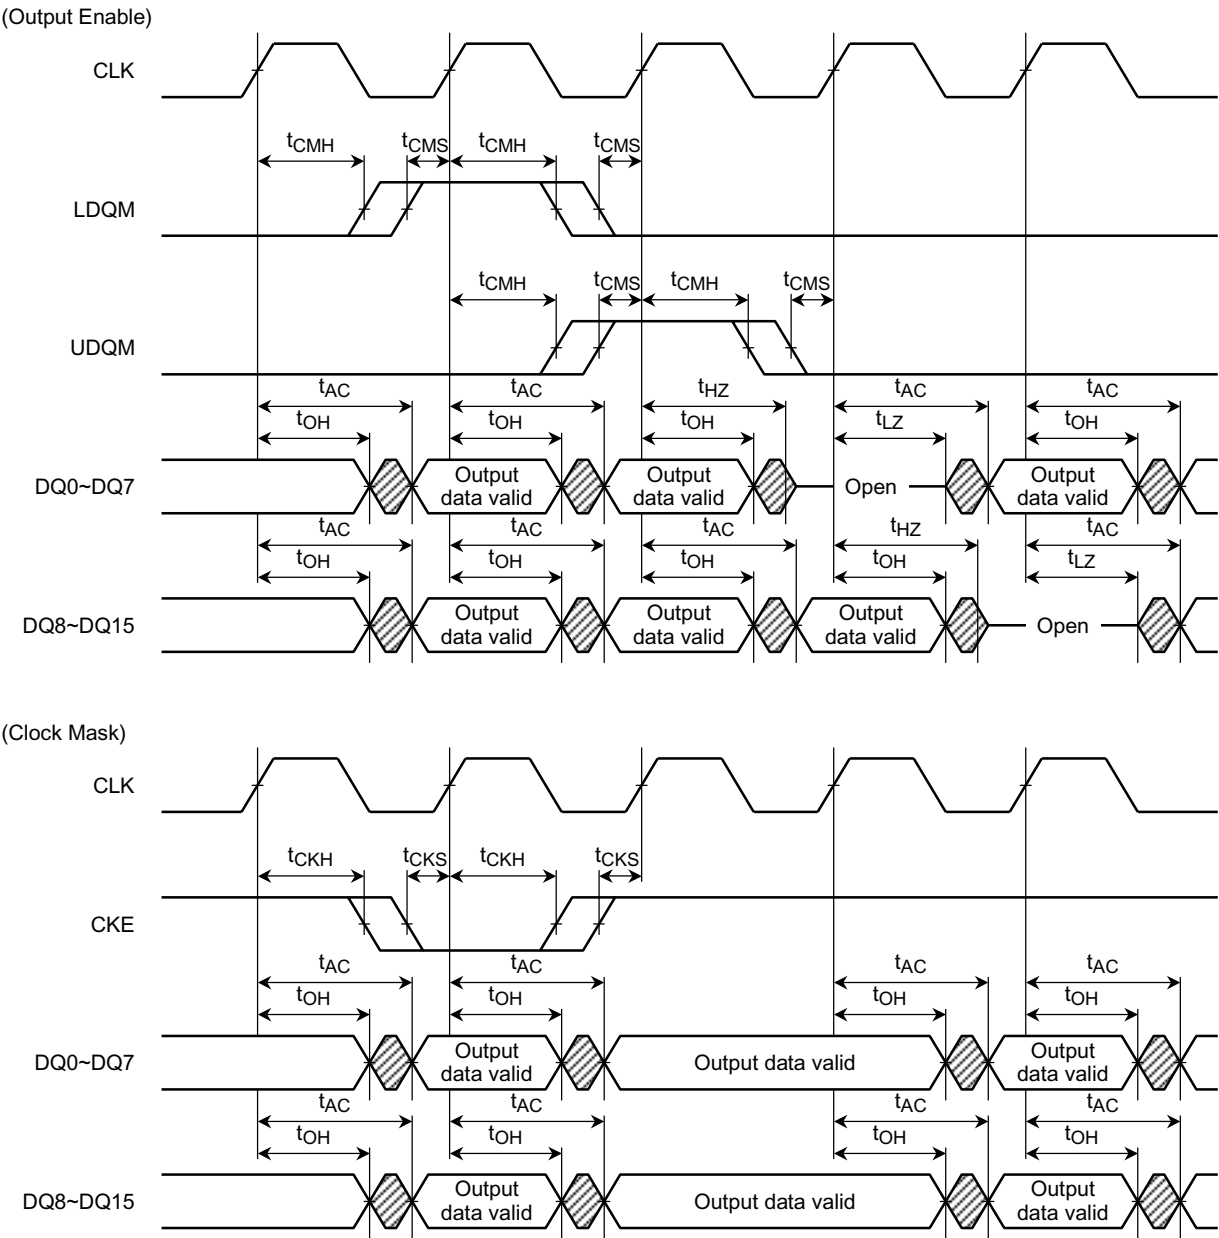 (Output Enable)
CLK
tCMH tCMS tCMH tCMS
LDQM
tCMH tCMS tCMH tCMS
UDQM
tAC tAC tHZ tAC tAC
tOH tOH tOH tLZ tOH
DQ0~DQ7 Output data valid Output data valid Open Output data valid
tAC tAC tAC tHZ tAC
tOH tOH tOH tOH tLZ
DQ8~DQ15 Output data valid Output data valid Output data valid Open
(Clock Mask)
CLK
tCKH tCKS tCKH tCKS
CKE
tAC tAC tAC tAC
tOH tOH tOH tOH
DQ0~DQ7 Output data valid Output data valid Output data valid
tAC tAC tAC tAC
tOH tOH tOH tOH
DQ8~DQ15 Output data valid Output data valid Output data valid